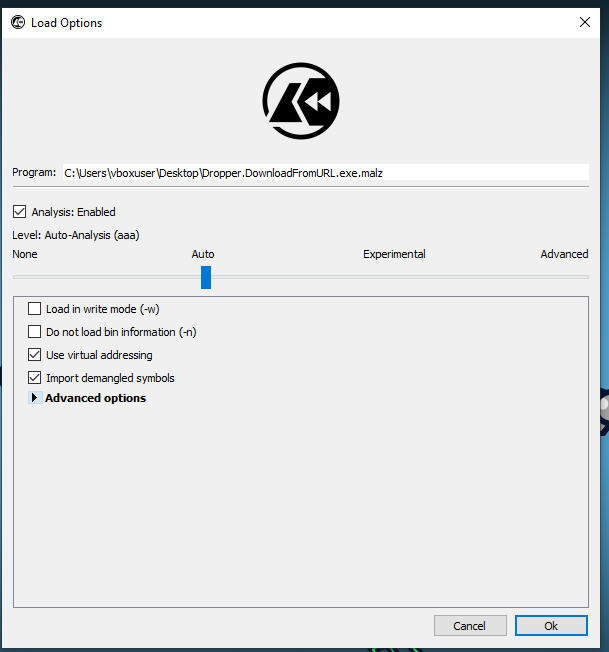 Load Options
Program: C:\Users\vboxuser\Desktop\Dropper.DownloadFromURL.exe.malz
Analysis: Enabled
Level: Auto-Analysis (aaa)
None Auto Experimental Advanced
Load in write mode (-w)
Do not load bin information (-n)
Use virtual addressing
Import demangled symbols
Advanced options
Cancel Ok